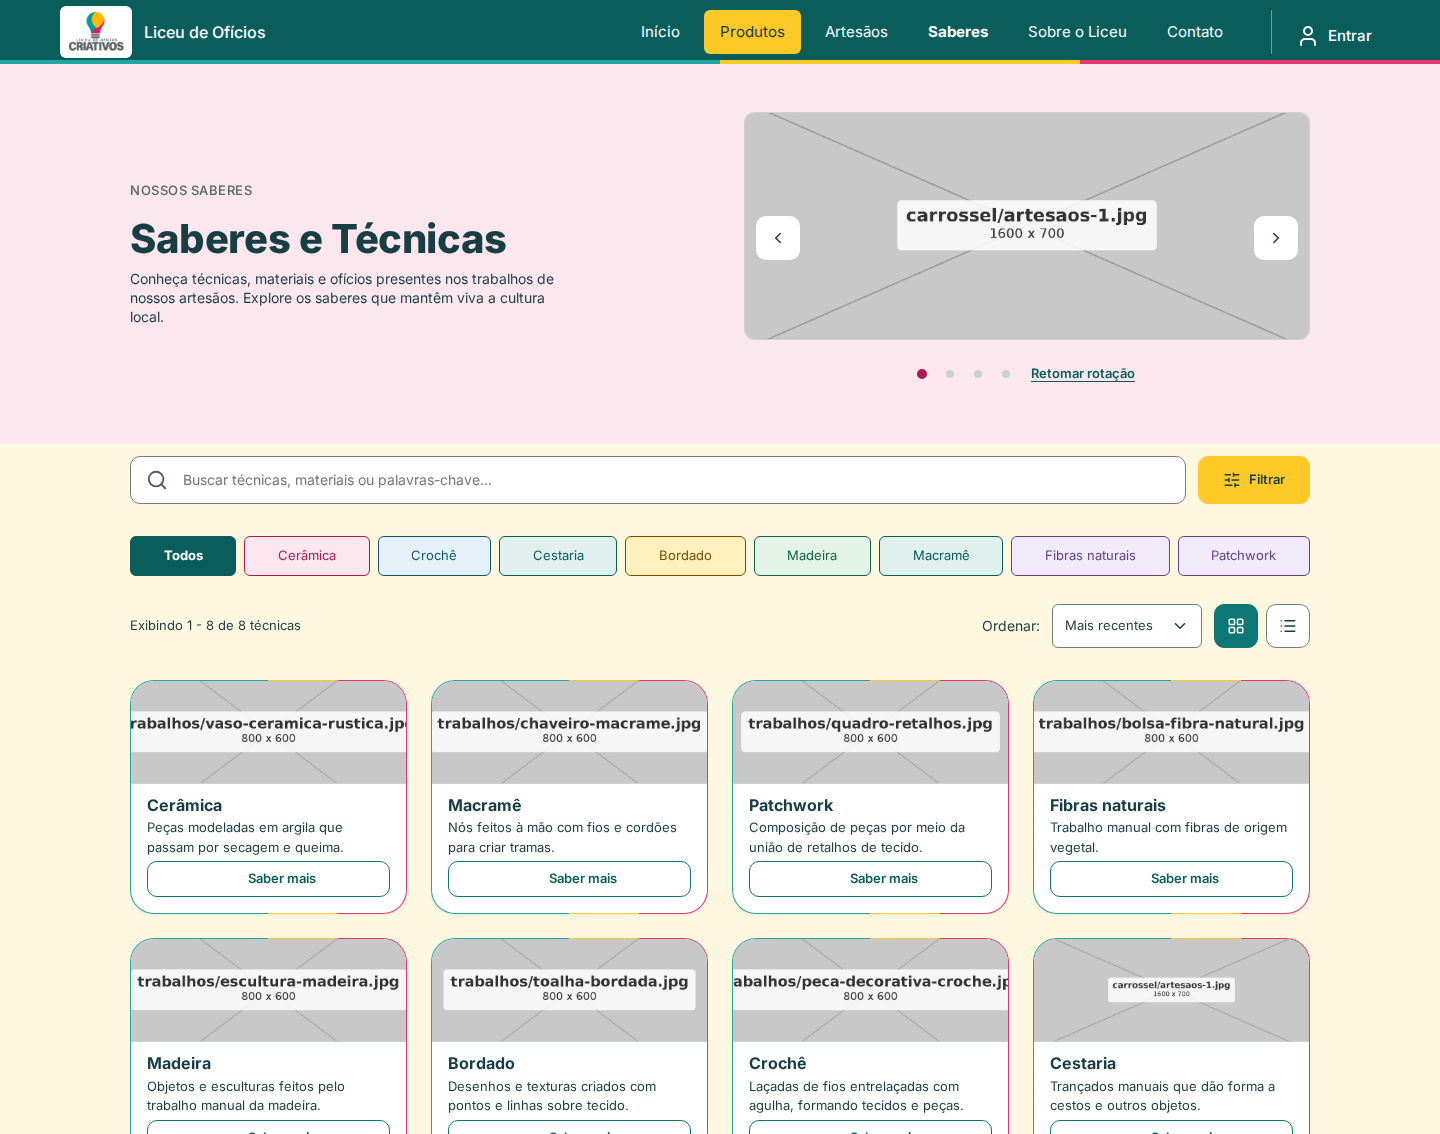 LICEU DE OFÍCIOS
CRIATIVOS
Liceu de Ofícios
Início
Produtos
Artesãos
Saberes
Sobre o Liceu
Contato
Entrar
NOSSOS SABERES
Saberes e Técnicas
Conheça técnicas, materiais e ofícios presentes nos trabalhos de
nossos artesãos. Explore os saberes que mantêm viva a cultura
local.
carrossel/artesaos-1.jpg
1600 x 700
Retomar rotação
Buscar técnicas, materiais ou palavras-chave...
Filtrar
Todos
Cerâmica
Crochê
Cestaria
Bordado
Madeira
Macramê
Fibras naturais
Patchwork
Exibindo 1 - 8 de 8 técnicas
Ordenar:
Mais recentes
rabalhos/vaso-ceramica-rustica.jp
800 x 600
Cerâmica
Peças modeladas em argila que
passam por secagem e queima.
Saber mais
trabalhos/chaveiro-macrame.jpg
800 x 600
Macramê
Nós feitos à mão com fios e cordões
para criar tramas.
Saber mais
trabalhos/quadro-retalhos.jpg
800 x 600
Patchwork
Composição de peças por meio da
união de retalhos de tecido.
Saber mais
trabalhos/bolsa-fibra-natural.jpg
800 x 600
Fibras naturais
Trabalho manual com fibras de origem
vegetal.
Saber mais
trabalhos/escultura-madeira.jpg
800 x 600
Madeira
Objetos e esculturas feitos pelo
trabalho manual da madeira.
trabalhos/toalha-bordada.jpg
800 x 600
Bordado
Desenhos e texturas criados com
pontos e linhas sobre tecido.
abalhos/peca-decorativa-croche.jp
800 x 600
Crochê
Laçadas de fios entrelaçadas com
agulha, formando tecidos e peças.
carrossel/artesaos-1.jpg
1600 x 700
Cestaria
Trançados manuais que dão forma a
cestos e outros objetos.